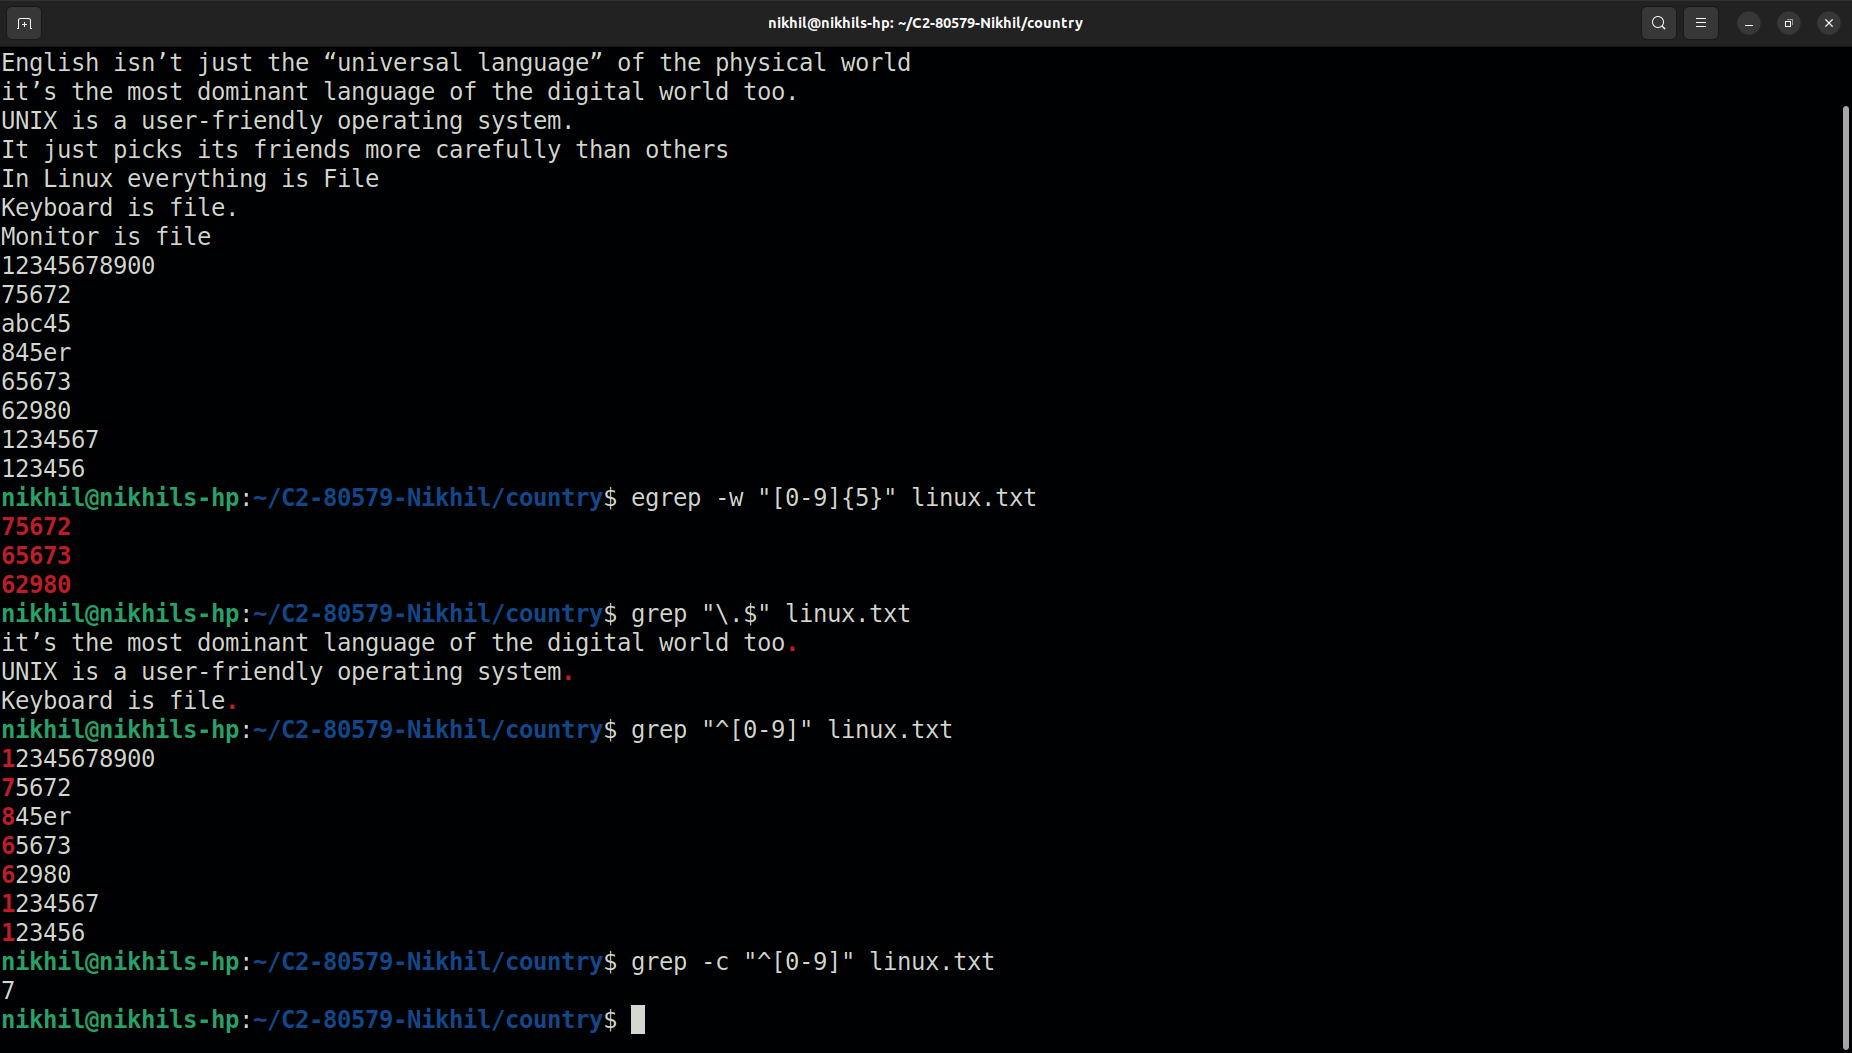 nikhil@nikhils-hp: ~/C2-80579-Nikhil/country
English isn’t just the “universal language” of the physical world
it’s the most dominant language of the digital world too.
UNIX is a user-friendly operating system.
It just picks its friends more carefully than others
In Linux everything is File
Keyboard is file.
Monitor is file
12345678900
75672
abc45
845er
65673
62980
1234567
123456
nikhil@nikhils-hp:~/C2-80579-Nikhil/country$ egrep -w "[0-9]{5}" linux.txt
75672
65673
62980
nikhil@nikhils-hp:~/C2-80579-Nikhil/country$ grep "\.$" linux.txt
it’s the most dominant language of the digital world too.
UNIX is a user-friendly operating system.
Keyboard is file.
nikhil@nikhils-hp:~/C2-80579-Nikhil/country$ grep "^[0-9]" linux.txt
12345678900
75672
845er
65673
62980
1234567
123456
nikhil@nikhils-hp:~/C2-80579-Nikhil/country$ grep -c "^[0-9]" linux.txt
7
nikhil@nikhils-hp:~/C2-80579-Nikhil/country$